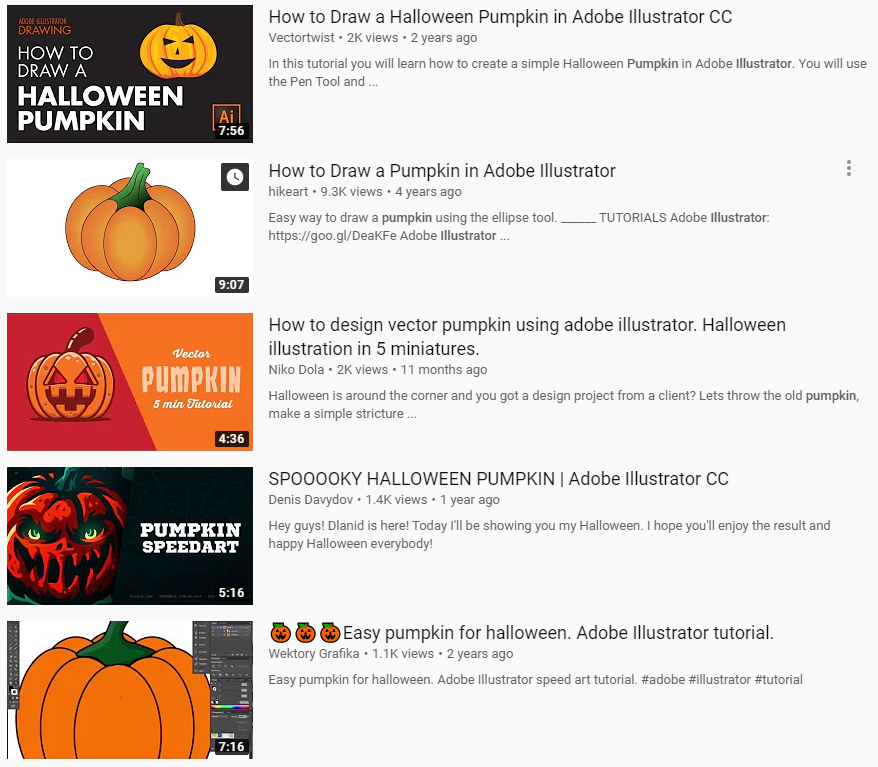 ADOBE ILLUSTRATOR
DRAWING
HOW TO
DRAW A
HALLOWEEN
PUMPKIN
Ai
7:56
How to Draw a Halloween Pumpkin in Adobe Illustrator CC
Vectortwist • 2K views • 2 years ago
In this tutorial you will learn how to create a simple Halloween Pumpkin in Adobe Illustrator. You will use
the Pen Tool and ...
9:07
How to Draw a Pumpkin in Adobe Illustrator
hikeart • 9.3K views • 4 years ago
Easy way to draw a pumpkin using the ellipse tool. ______ TUTORIALS Adobe Illustrator:
https://goo.gl/DeaKFe Adobe Illustrator ...
Vector
PUMPKIN
5 min Tutorial
4:36
How to design vector pumpkin using adobe illustrator. Halloween
illustration in 5 miniatures.
Niko Dola • 2K views • 11 months ago
Halloween is around the corner and you got a design project from a client? Lets throw the old pumpkin,
make a simple stricture ...
PUMPKIN
SPEEDART
5:16
SPOOOKY HALLOWEEN PUMPKIN | Adobe Illustrator CC
Denis Davydov • 1.4K views • 1 year ago
Hey guys! Dlanid is here! Today I'll be showing you my Halloween. I hope you'll enjoy the result and
happy Halloween everybody!
7:16
🎃🎃🎃Easy pumpkin for halloween. Adobe Illustrator tutorial.
Wektory Grafika • 1.1K views • 2 years ago
Easy pumpkin for halloween. Adobe Illustrator speed art tutorial. #adobe #illustrator #tutorial